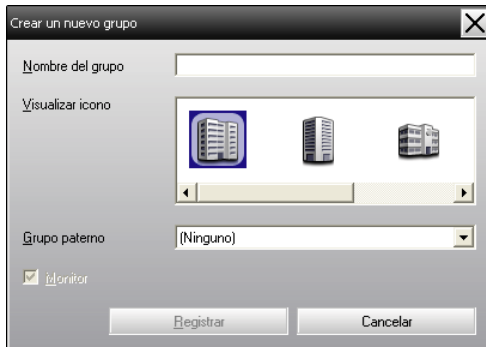 Crear un nuevo grupo
Nombre del grupo
Visualizar icono
Grupo paterno
(Ninguno)
Monitor
Registrar
Cancelar